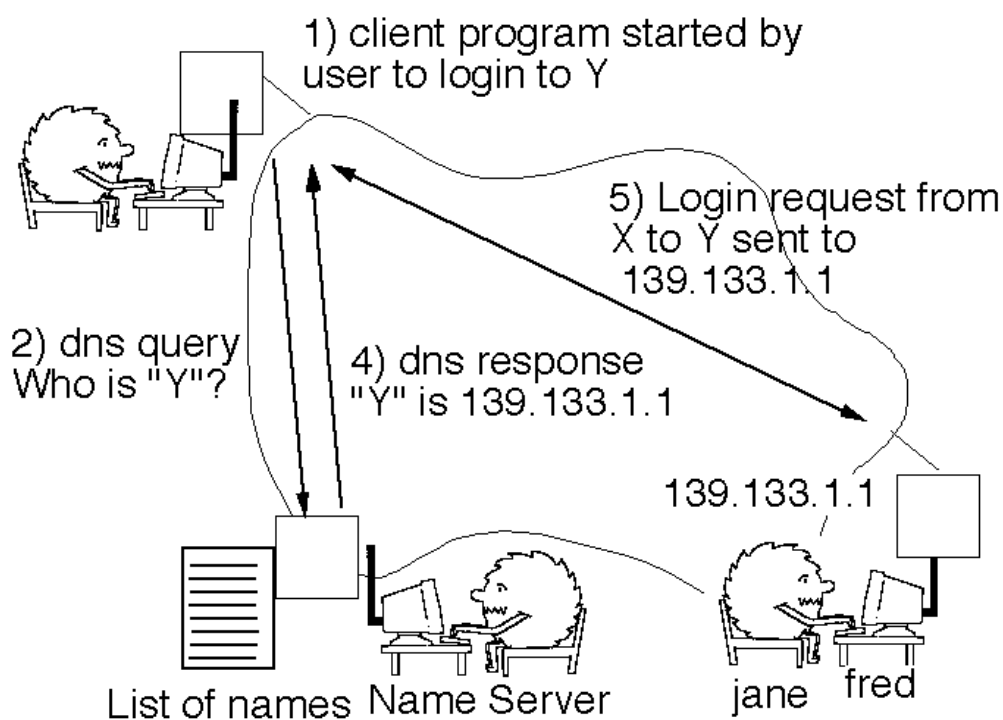 1) client program started by
user to login to Y
5) Login request from
X to Y sent to
139.133.1.1
2) dns query
Who is "Y"?
4) dns response
"Y" is 139.133.1.1
139.133.1.1
List of names
Name Server
jane
fred